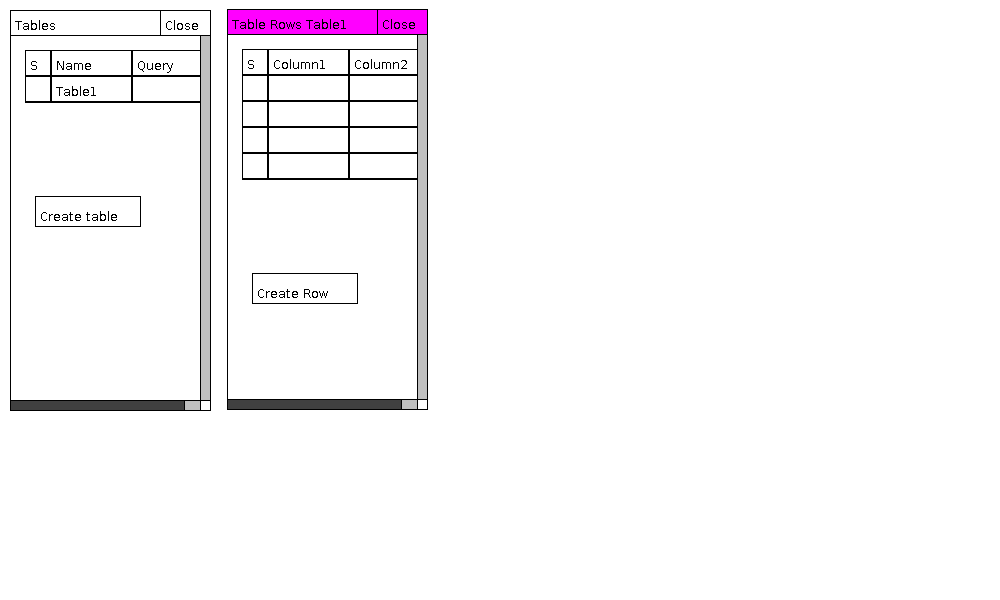 Tables Close
S Name Query
Table1
Create table
Table Rows Table1 Close
S Column1 Column2
Create Row